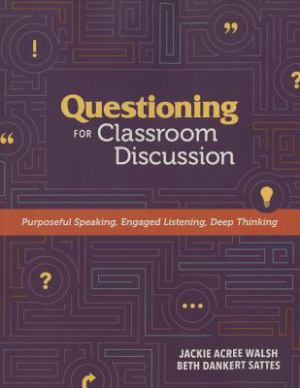 Questioning
FOR Classroom
Discussion
Purposeful Speaking, Engaged Listening, Deep Thinking
JACKIE ACREE WALSH
BETH DANKERT SATTES